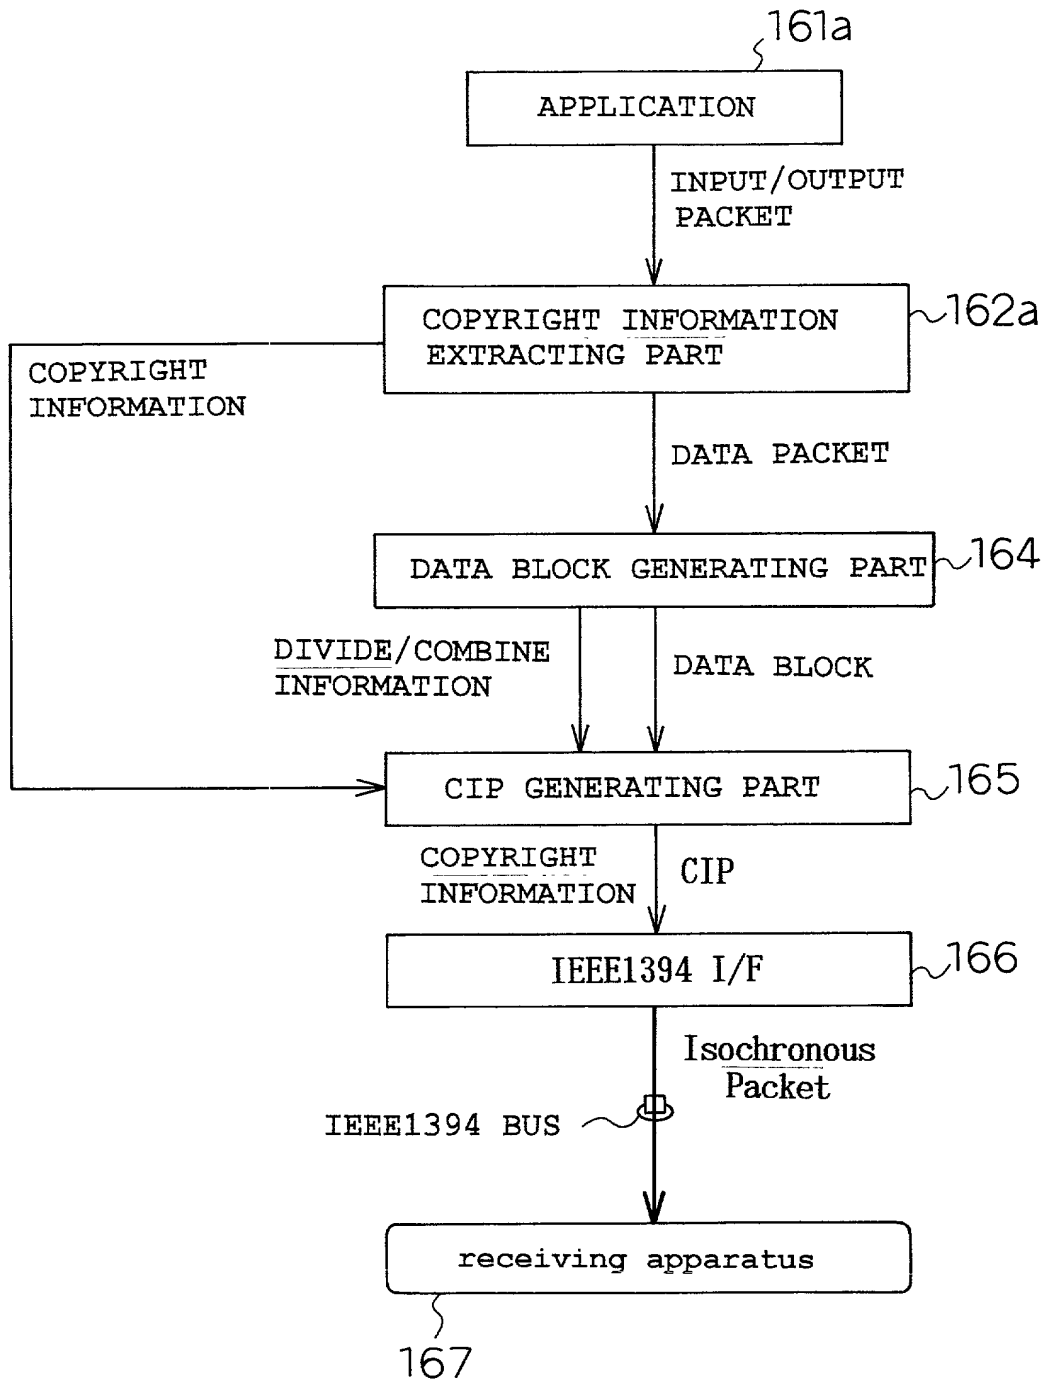 161a
APPLICATION
INPUT/OUTPUT
PACKET
COPYRIGHT INFORMATION
EXTRACTING PART
162a
COPYRIGHT
INFORMATION
DATA PACKET
DATA BLOCK GENERATING PART
164
DIVIDE/COMBINE
INFORMATION
DATA BLOCK
CIP GENERATING PART
165
COPYRIGHT
INFORMATION
CIP
IEEE1394 I/F
166
Isochronous
Packet
IEEE1394 BUS
receiving apparatus
167